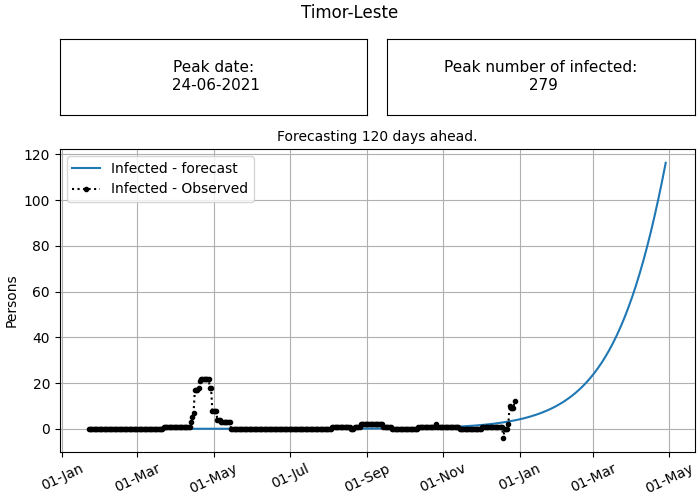 Timor-Leste
Peak date:
24-06-2021
Peak number of infected:
279
Forecasting 120 days ahead.
Infected - forecast
Infected - Observed
Persons
120
100
80
60
40
20
0
01-Jan
01-Mar
01-May
01-Jul
01-Sep
01-Nov
01-Jan
01-Mar
01-May